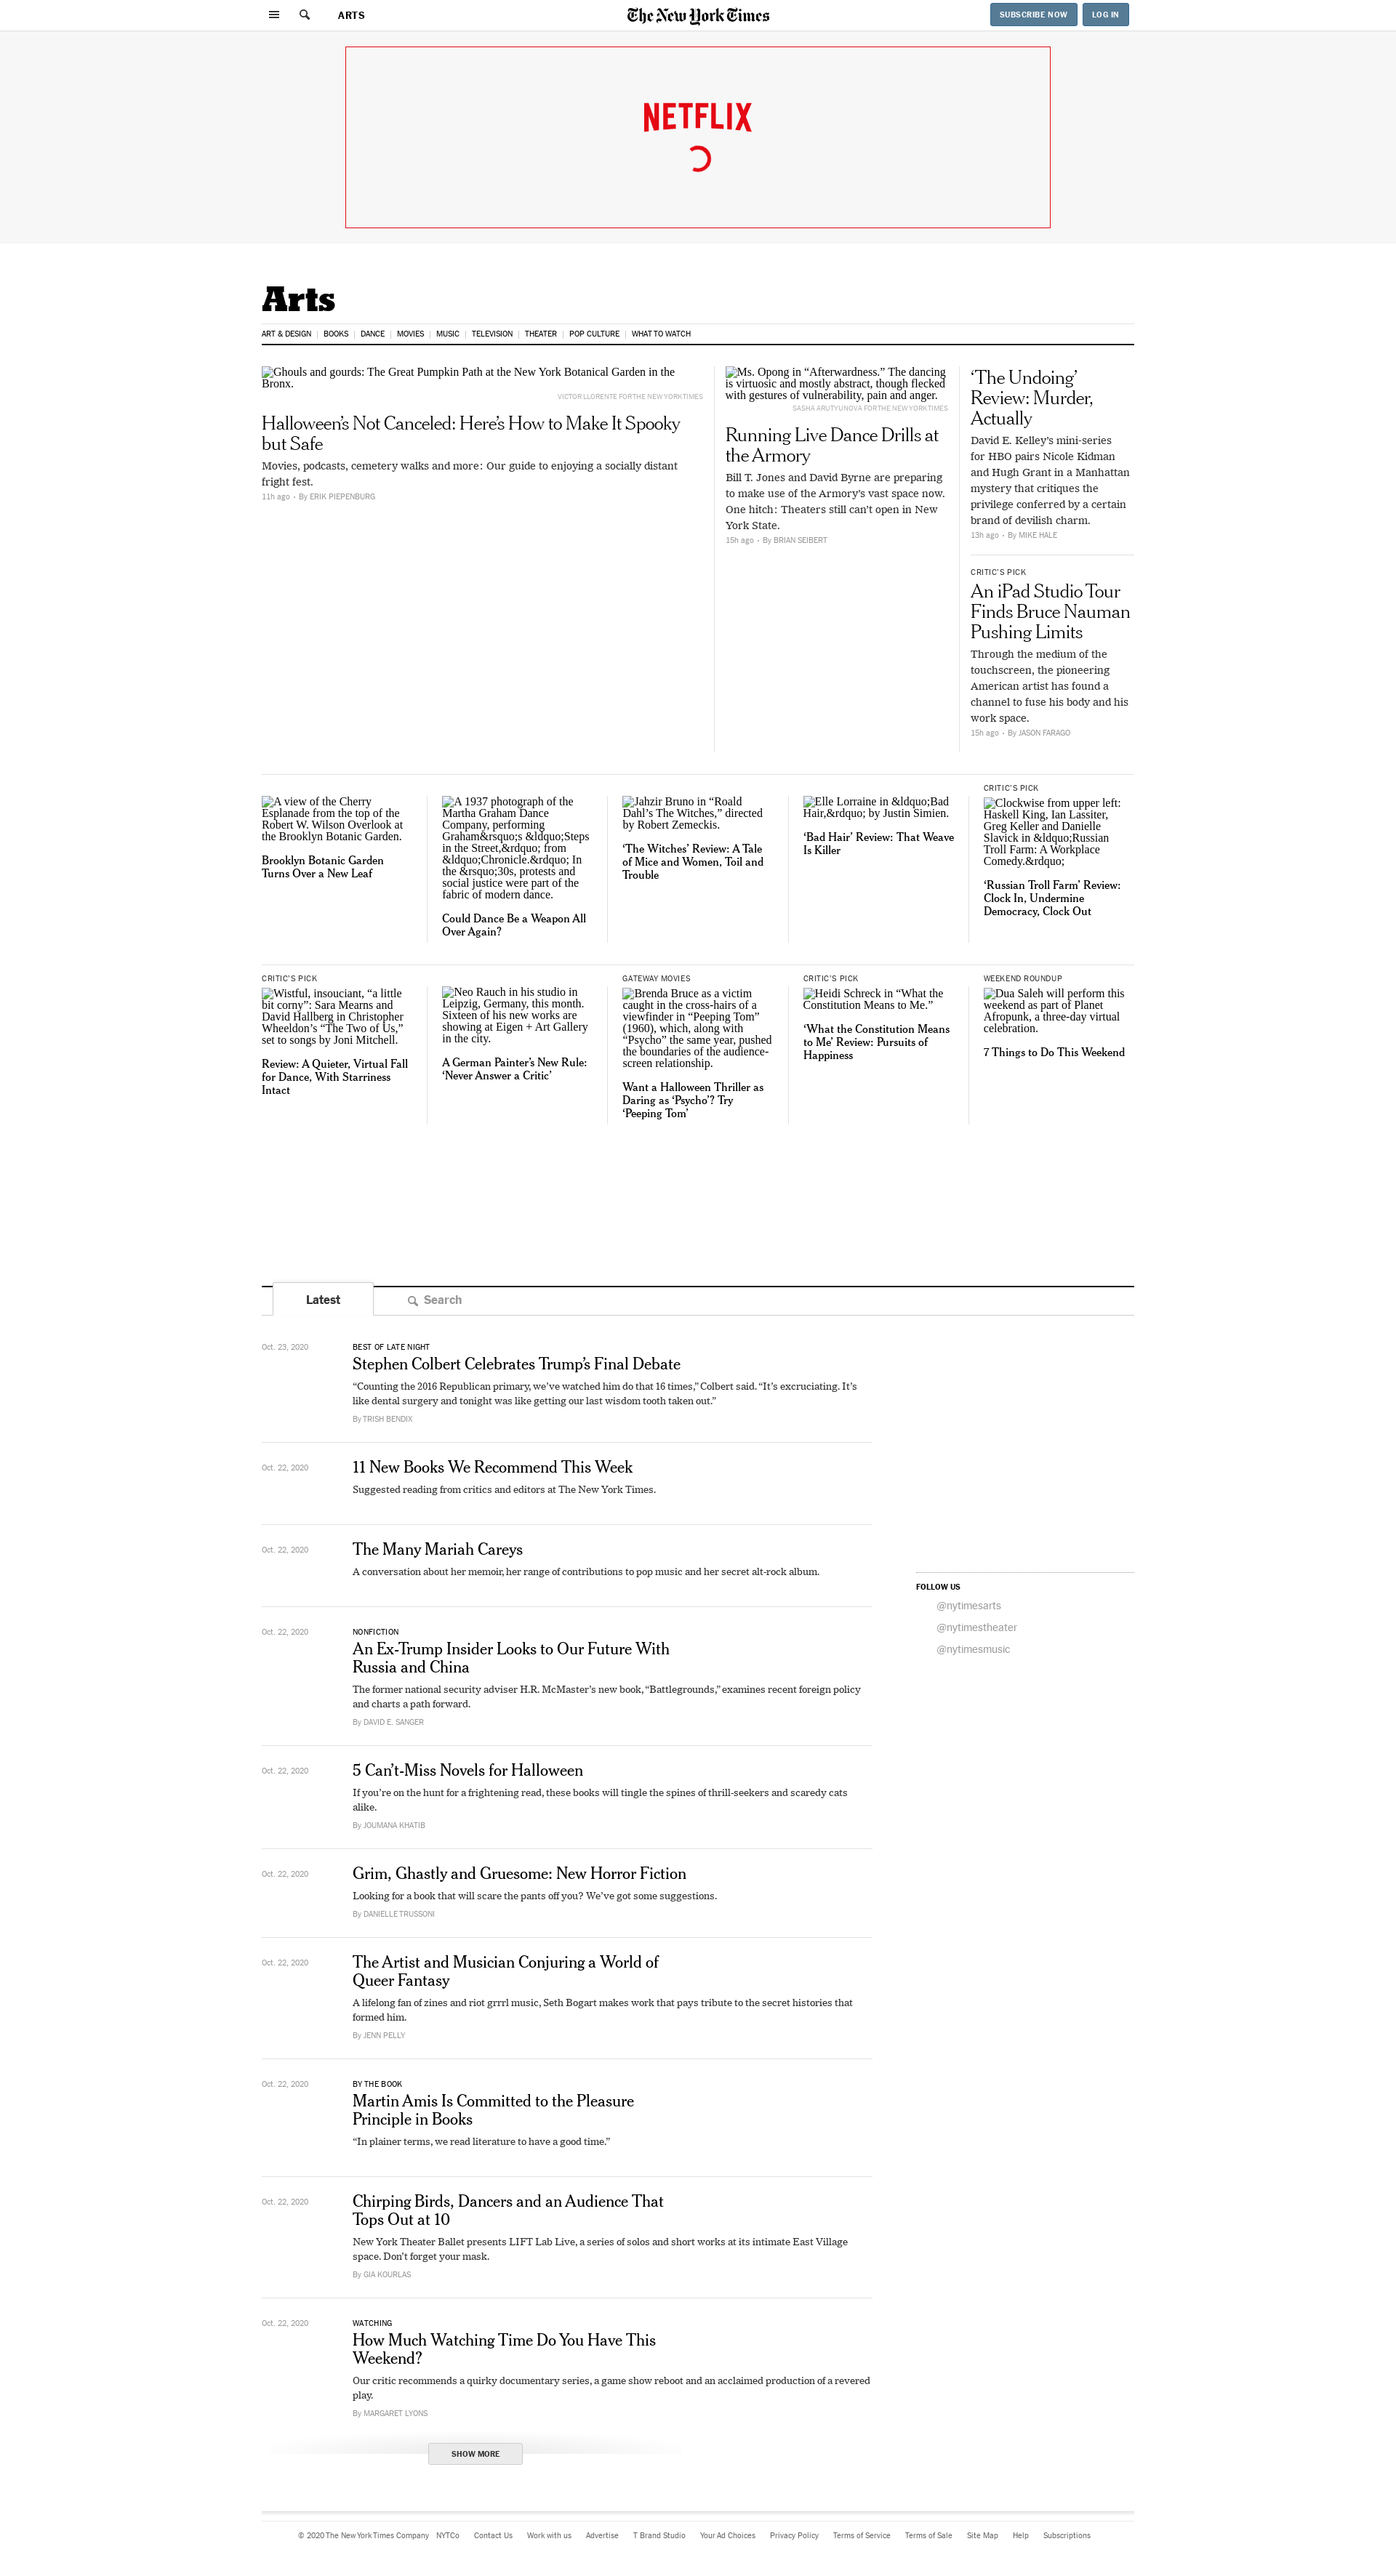 ARTS
The New York Times
SUBSCRIBE NOW
LOG IN
NETFLIX
Arts
ART & DESIGN
BOOKS
DANCE
MOVIES
MUSIC
TELEVISION
THEATER
POP CULTURE
WHAT TO WATCH
Ghouls and gourds: The Great Pumpkin Path at the New York Botanical Garden in the
Bronx.
VICTOR LLORENTE FOR THE NEW YORK TIMES
Halloween’s Not Canceled: Here’s How to Make It Spooky
but Safe
Movies, podcasts, cemetery walks and more: Our guide to enjoying a socially distant
fright fest.
11h ago • By ERIK PIEPENBURG
Ms. Opong in “Afterwardness.” The dancing
is virtuosic and mostly abstract, though flecked
with gestures of vulnerability, pain and anger.
SASHA ARUTYUNOVA FOR THE NEW YORK TIMES
Running Live Dance Drills at
the Armory
Bill T. Jones and David Byrne are preparing
to make use of the Armory’s vast space now.
One hitch: Theaters still can’t open in New
York State.
15h ago • By BRIAN SEIBERT
‘The Undoing’
Review: Murder,
Actually
David E. Kelley’s mini-series
for HBO pairs Nicole Kidman
and Hugh Grant in a Manhattan
mystery that critiques the
privilege conferred by a certain
brand of devilish charm.
13h ago • By MIKE HALE
CRITIC’S PICK
An iPad Studio Tour
Finds Bruce Nauman
Pushing Limits
Through the medium of the
touchscreen, the pioneering
American artist has found a
channel to fuse his body and his
work space.
15h ago • By JASON FARAGO
A view of the Cherry
Esplanade from the top of the
Robert W. Wilson Overlook at
the Brooklyn Botanic Garden.
Brooklyn Botanic Garden
Turns Over a New Leaf
A 1937 photograph of the
Martha Graham Dance
Company, performing
Graham&rsquo;s &ldquo;Steps
in the Street,&rdquo; from
&ldquo;Chronicle.&rdquo; In
the &rsquo;30s, protests and
social justice were part of the
fabric of modern dance.
Could Dance Be a Weapon All
Over Again?
Jahzir Bruno in “Roald
Dahl’s The Witches,” directed
by Robert Zemeckis.
‘The Witches’ Review: A Tale
of Mice and Women, Toil and
Trouble
Elle Lorraine in &ldquo;Bad
Hair,&rdquo; by Justin Simien.
‘Bad Hair’ Review: That Weave
Is Killer
CRITIC’S PICK
Clockwise from upper left:
Haskell King, Ian Lassiter,
Greg Keller and Danielle
Slavick in &ldquo;Russian
Troll Farm: A Workplace
Comedy.&rdquo;
‘Russian Troll Farm’ Review:
Clock In, Undermine
Democracy, Clock Out
CRITIC’S PICK
Wistful, insouciant, “a little
bit corny”: Sara Mearns and
David Hallberg in Christopher
Wheeldon’s “The Two of Us,”
set to songs by Joni Mitchell.
Review: A Quieter, Virtual Fall
for Dance, With Starriness
Intact
Neo Rauch in his studio in
Leipzig, Germany, this month.
Sixteen of his new works are
showing at Eigen + Art Gallery
in the city.
A German Painter’s New Rule:
‘Never Answer a Critic’
GATEWAY MOVIES
Brenda Bruce as a victim
caught in the cross-hairs of a
viewfinder in “Peeping Tom”
(1960), which, along with
“Psycho” the same year, pushed
the boundaries of the audience-
screen relationship.
Want a Halloween Thriller as
Daring as ‘Psycho’? Try
‘Peeping Tom’
CRITIC’S PICK
Heidi Schreck in “What the
Constitution Means to Me.”
‘What the Constitution Means
to Me’ Review: Pursuits of
Happiness
WEEKEND ROUNDUP
Dua Saleh will perform this
weekend as part of Planet
Afropunk, a three-day virtual
celebration.
7 Things to Do This Weekend
Latest
Search
Oct. 23, 2020
BEST OF LATE NIGHT
Stephen Colbert Celebrates Trump’s Final Debate
“Counting the 2016 Republican primary, we’ve watched him do that 16 times,” Colbert said. “It’s excruciating. It’s
like dental surgery and tonight was like getting our last wisdom tooth taken out.”
By TRISH BENDIX
Oct. 22, 2020
11 New Books We Recommend This Week
Suggested reading from critics and editors at The New York Times.
Oct. 22, 2020
The Many Mariah Careys
A conversation about her memoir, her range of contributions to pop music and her secret alt-rock album.
FOLLOW US
@nytimesarts
@nytimestheater
@nytimesmusic
Oct. 22, 2020
NONFICTION
An Ex-Trump Insider Looks to Our Future With
Russia and China
The former national security adviser H.R. McMaster’s new book, “Battlegrounds,” examines recent foreign policy
and charts a path forward.
By DAVID E. SANGER
Oct. 22, 2020
5 Can’t-Miss Novels for Halloween
If you’re on the hunt for a frightening read, these books will tingle the spines of thrill-seekers and scaredy cats
alike.
By JOUMANA KHATIB
Oct. 22, 2020
Grim, Ghastly and Gruesome: New Horror Fiction
Looking for a book that will scare the pants off you? We’ve got some suggestions.
By DANIELLE TRUSSONI
Oct. 22, 2020
The Artist and Musician Conjuring a World of
Queer Fantasy
A lifelong fan of zines and riot grrrl music, Seth Bogart makes work that pays tribute to the secret histories that
formed him.
By JENN PELLY
Oct. 22, 2020
BY THE BOOK
Martin Amis Is Committed to the Pleasure
Principle in Books
“In plainer terms, we read literature to have a good time.”
Oct. 22, 2020
Chirping Birds, Dancers and an Audience That
Tops Out at 10
New York Theater Ballet presents LIFT Lab Live, a series of solos and short works at its intimate East Village
space. Don’t forget your mask.
By GIA KOURLAS
Oct. 22, 2020
WATCHING
How Much Watching Time Do You Have This
Weekend?
Our critic recommends a quirky documentary series, a game show reboot and an acclaimed production of a revered
play.
By MARGARET LYONS
SHOW MORE
© 2020 The New York Times Company NYTCo Contact Us Work with us Advertise T Brand Studio Your Ad Choices Privacy Policy Terms of Service Terms of Sale Site Map Help Subscriptions